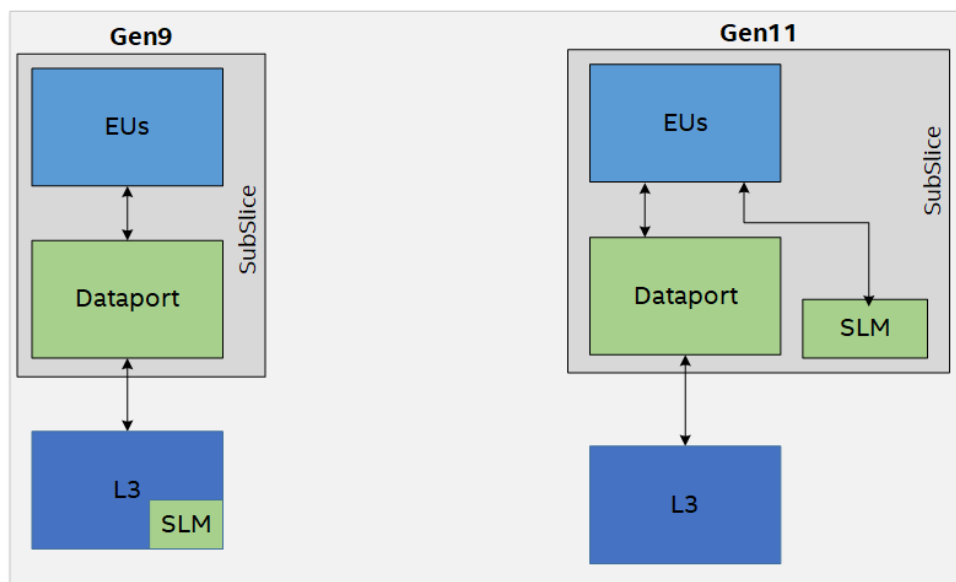 Gen9
EUs
SubSlice
Dataport
L3
SLM
Gen11
EUs
SubSlice
Dataport
SLM
L3